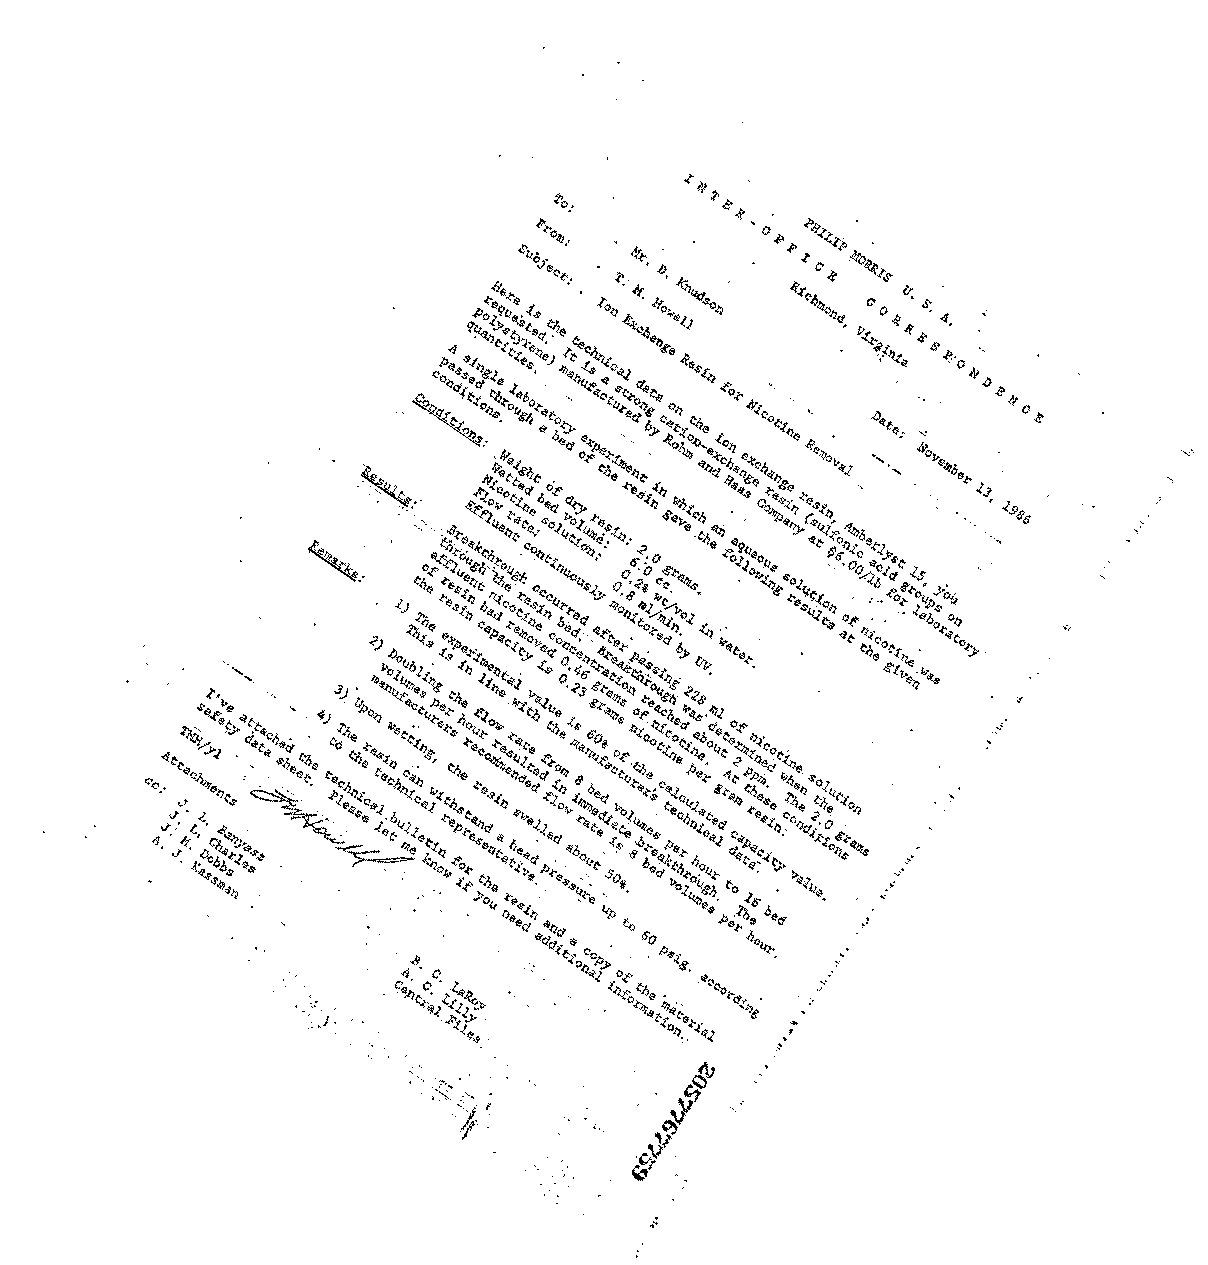 PHILIP MORRIS U. S. A.
INTER-OFFICE CORRESPONDENCE
Richmond, Virginia
To: Mr. D. Knudson
Date: November 13, 1986
From: T. M. Howell
Subject: Ion Exchange Resin for Nicotine Removal
Here is the technical data on the ion exchange resin, Amberlyst 15, you
requested. It is a strong cation-exchange resin (sulfonic acid groups on
polystyrene) manufactured by Rohm and Haas Company at $6.00/lb for laboratory
quantities.
A single laboratory experiment in which an aqueous solution of nicotine was
passed through a bed of the resin gave the following results at the given
conditions.
Conditions: Weight of dry resin: 2.0 grams.
Wetted bed volume: 6.0 cc.
Nicotine solution: 0.2% wt/vol in water.
Flow rate: 0.8 ml/min.
Effluent continuously monitored by UV.
Results: Breakthrough occurred after passing 228 ml of nicotine solution
through the resin bed. Breakthrough was determined when the
effluent nicotine concentration reached about 2 ppm. The 2.0 grams
of resin had removed 0.46 grams of nicotine. At these conditions
the resin capacity is 0.23 grams nicotine per gram resin.
Remarks: 1) The experimental value is 60% of the calculated capacity value.
This is in line with the manufacturer's technical data.
2) Doubling the flow rate from 8 bed volumes per hour to 16 bed
volumes per hour resulted in immediate breakthrough. The
manufacturers recommended flow rate is 8 bed volumes per hour.
3) Upon wetting, the resin swelled about 50%.
4) The resin can withstand a head pressure up to 60 psig, according
to the technical representative.
I've attached the technical bulletin for the resin and a copy of the material
safety data sheet. Please let me know if you need additional information.
TMH/yl
Attachments
cc: J. L. Banyasz
J. L. Charles
J. H. Dobbs
A. J. Kassman
B. C. LaRoy
A. C. Lilly
Central Files
2057767759